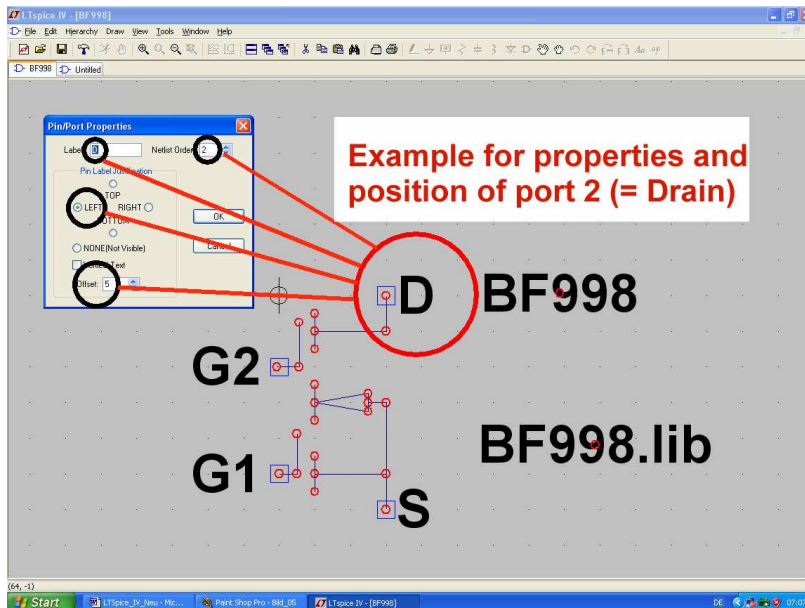 LTspice IV - [BF998]
File Edit Hierarchy Draw View Tools Window Help
BF998 Untitled
Pin/Port Properties
Label: D Netlist Order: 2
Pin Label Justification
TOP
LEFT RIGHT
BOTTOM
OK
NONE(Not Visible)
Cancel
Vertical Text
Offset: 5
Example for properties and
position of port 2 (= Drain)
D BF998
G2
BF998.lib
G1
S
(64, -1)
Start LTSpice_IV_Neu - Mic... Paint Shop Pro - Bild_05 LTspice IV - [BF998] DE